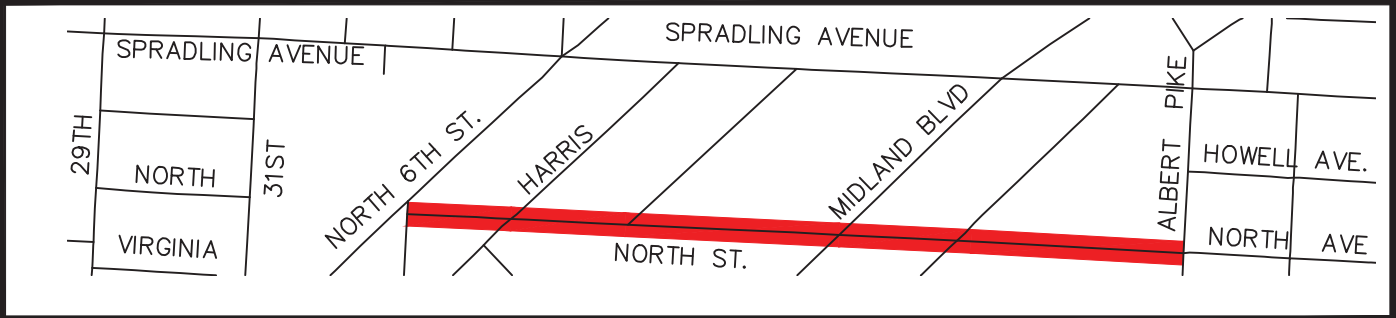 SPRADLING AVENUE
SPRADLING AVENUE
29TH
NORTH
VIRGINIA
31ST
NORTH 6TH ST.
HARRIS
MIDLAND BLVD
ALBERT PIKE
HOWELL AVE.
NORTH ST.
NORTH AVE